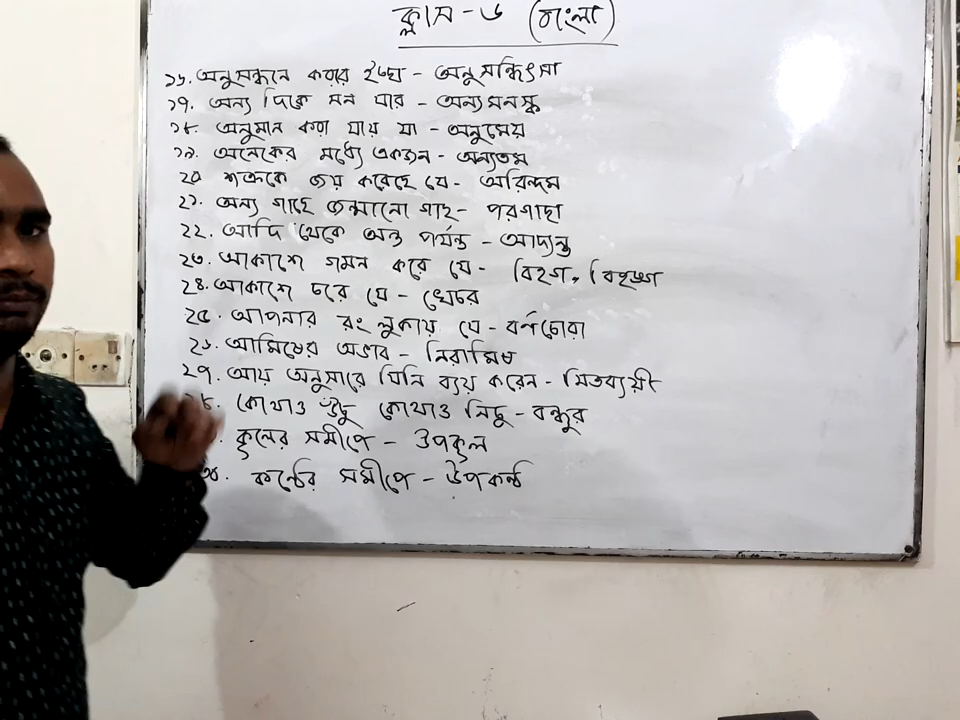 ক্লাস-৬ (বাংলা)
১৬. অনুসন্ধান করার ইচ্ছা - অনুসন্ধিৎসা
১৭. অন্য দিকে মন যার - অন্যমনস্ক
১৮. অনুমান করা যায় যা - অনুমেয়
১৯. অনেকের মধ্যে একজন - অন্যতম
২০ শত্রুকে জয় করেছে যে - অরিন্দম
২১. অন্য গাছে জন্মানো গাছ - পরগাছা
২২. আদি থেকে অন্ত পর্যন্ত - আদ্যন্ত
২৩. আকাশে গমন করে যে - বিহগ, বিহঙ্গ
২৪. আকাশে চরে যে - খেচর
২৫. আপনার রং লুকায় যে - বর্ণচোরা
২৬. আমিষের অভাব - নিরামিষ
২৭. আয় অনুসারে যিনি ব্যয় করেন - মিতব্যয়ী
২৮. কোথাও উঁচু কোথাও নিচু - বন্ধুর
. কূলের সমীপে - উপকূল
৩০. কন্ঠের সমীপে - উপকন্ঠ